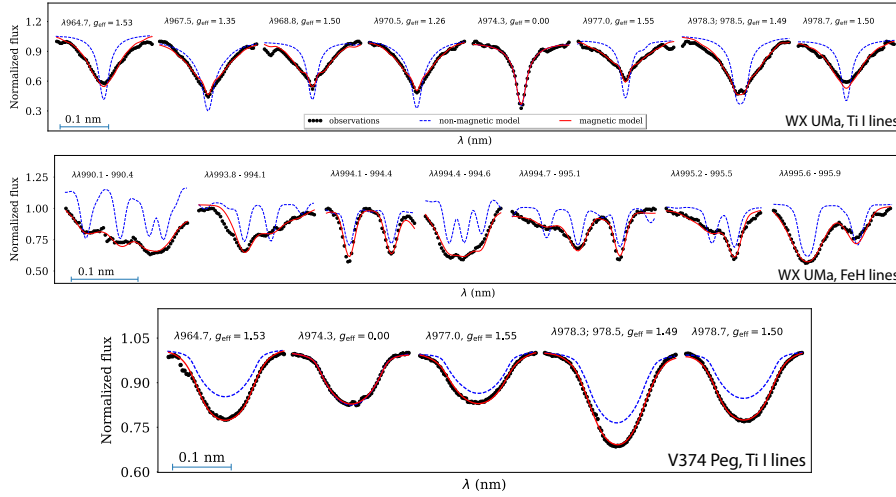 λ964.7, g_eff = 1.53 λ967.5, g_eff = 1.35 λ968.8, g_eff = 1.50 λ970.5, g_eff = 1.26 λ974.3, g_eff = 0.00 λ977.0, g_eff = 1.55 λ978.3; 978.5, g_eff = 1.49 λ978.7, g_eff = 1.50
Normalized flux
1.2
0.9
0.6
0.3
0.1 nm
observations non-magnetic model magnetic model
WX UMa, Ti I lines
λ (nm)
λλ990.1 - 990.4 λλ993.8 - 994.1 λλ994.1 - 994.4 λλ994.4 - 994.6 λλ994.7 - 995.1 λλ995.2 - 995.5 λλ995.6 - 995.9
Normalized flux
1.25
1.00
0.75
0.50
0.1 nm
WX UMa, FeH lines
λ (nm)
λ964.7, g_eff = 1.53 λ974.3, g_eff = 0.00 λ977.0, g_eff = 1.55 λ978.3; 978.5, g_eff = 1.49 λ978.7, g_eff = 1.50
Normalized flux
1.05
0.90
0.75
0.60
0.1 nm
V374 Peg, Ti I lines
λ (nm)